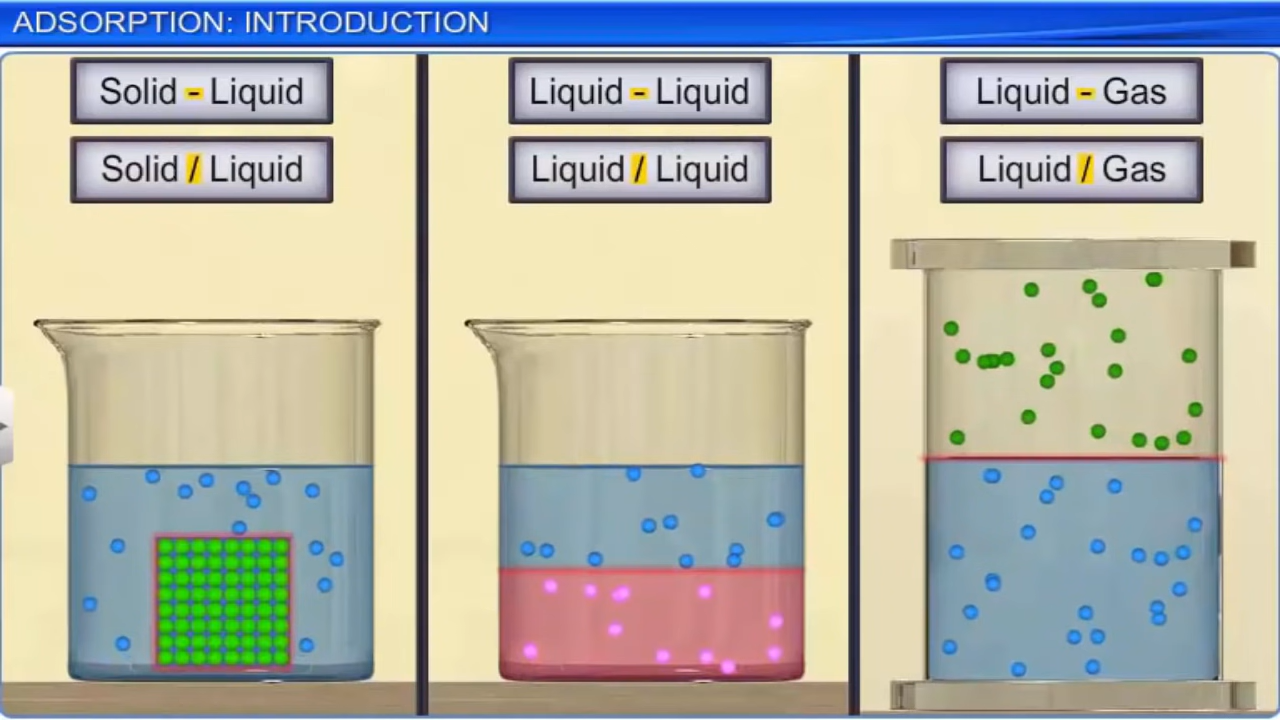 ADSORPTION: INTRODUCTION
Solid - Liquid
Solid / Liquid
Liquid - Liquid
Liquid / Liquid
Liquid - Gas
Liquid / Gas